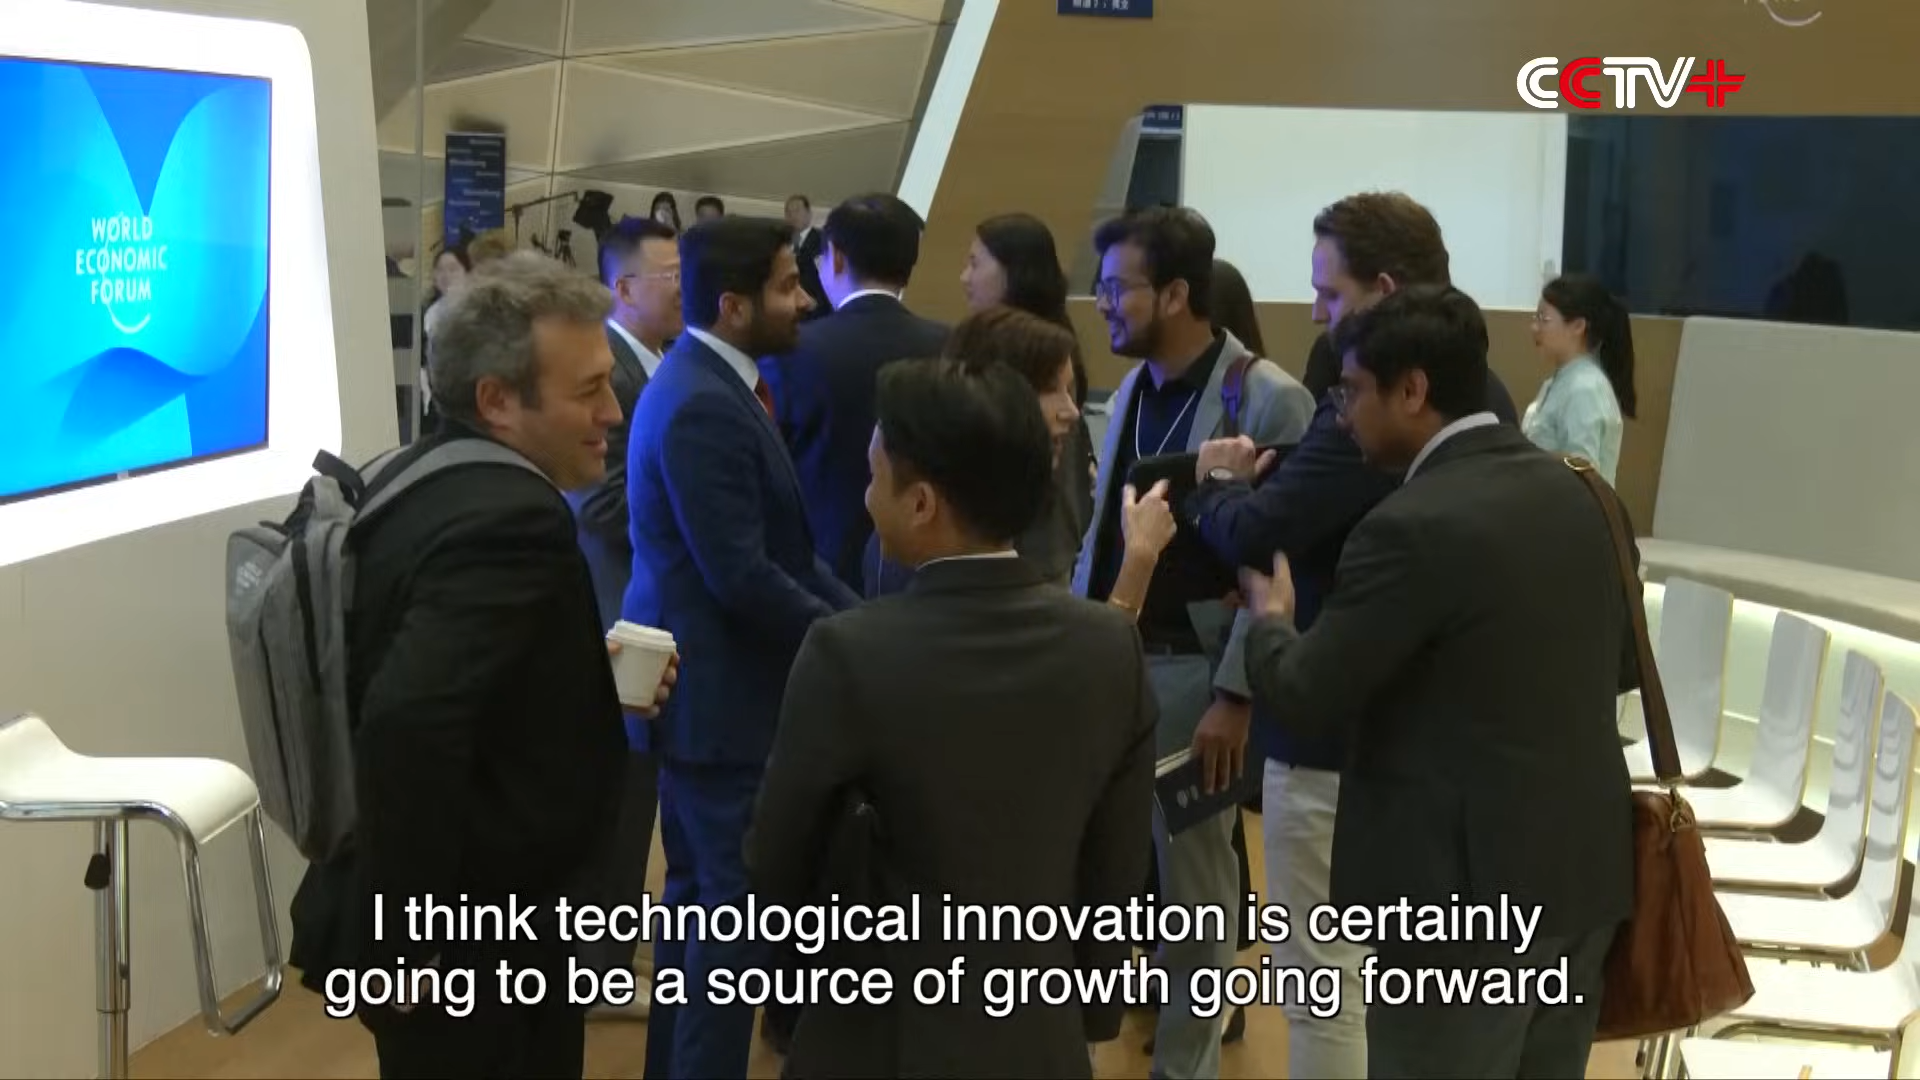 CCTV+
WORLD
ECONOMIC
FORUM
I think technological innovation is certainly
going to be a source of growth going forward.